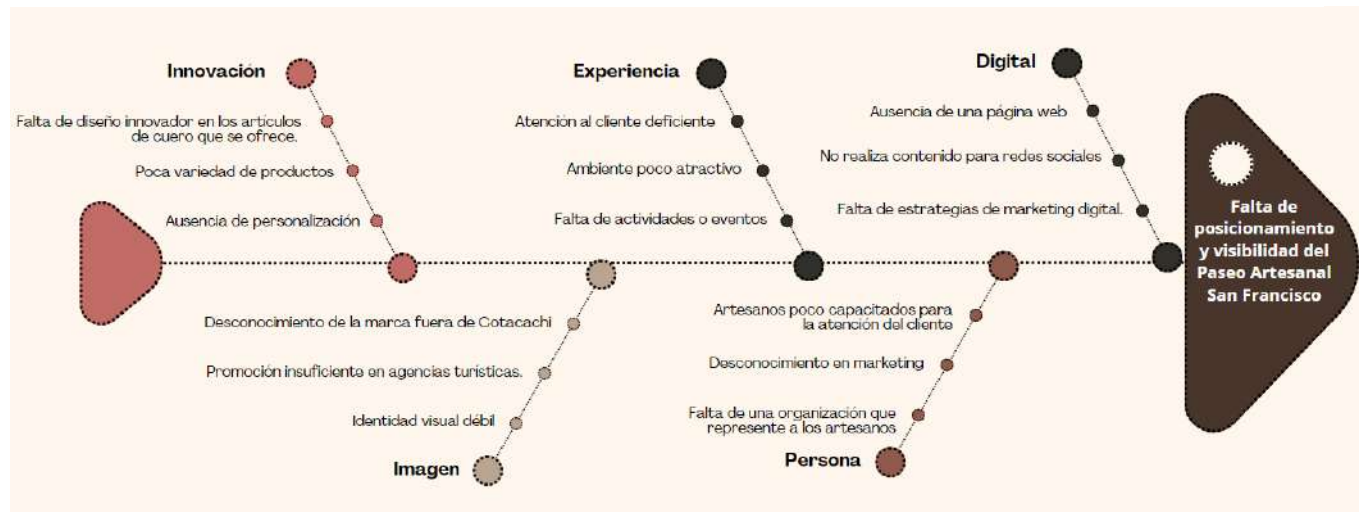 Innovación
Falta de diseño innovador en los artículos
de cuero que se ofrece.
Poca variedad de productos
Ausencia de personalización
Experiencia
Atención al cliente deficiente
Ambiente poco atractivo
Falta de actividades o eventos
Digital
Ausencia de una página web
No realiza contenido para redes sociales
Falta de estrategias de marketing digital.
Desconocimiento de la marca fuera de Cotacachi
Promoción insuficiente en agencias turísticas.
Identidad visual débil
Imagen
Artesanos poco capacitados para
la atención del cliente
Desconocimiento en marketing
Falta de una organización que
represente a los artesanos
Persona
Falta de
posicionamiento
y visibilidad del
Paseo Artesanal
San Francisco